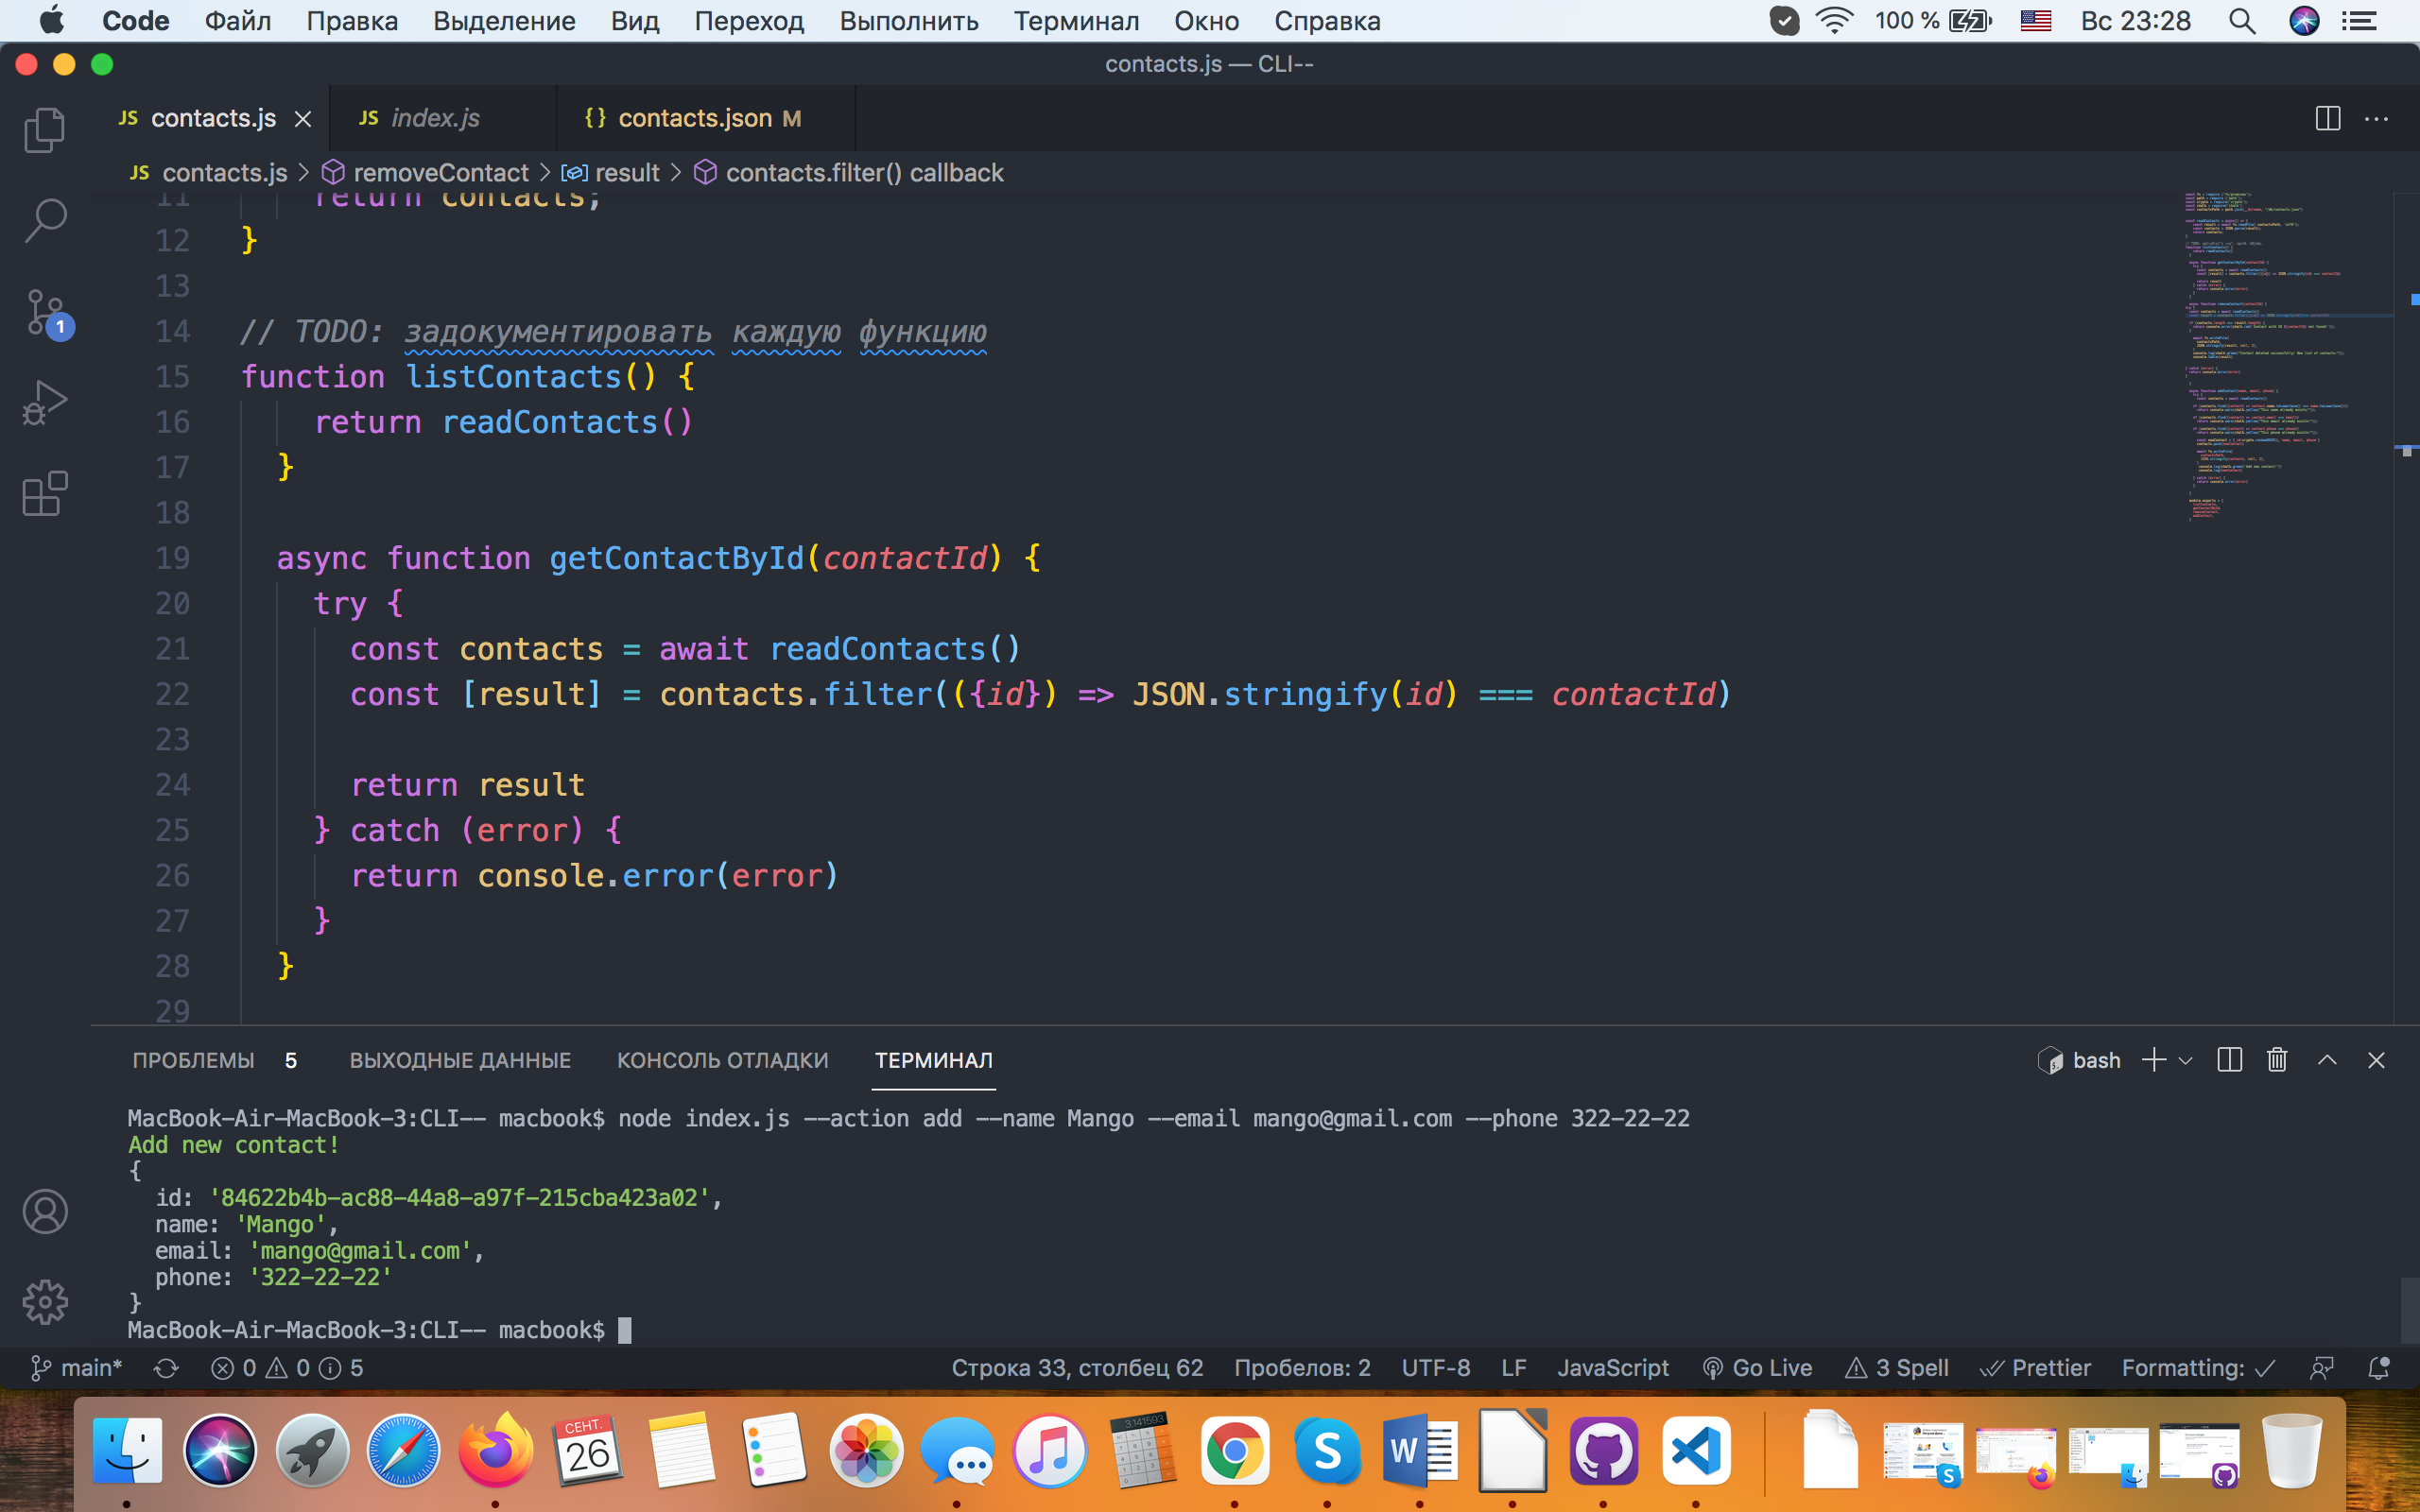 Code Файл Правка Выделение Вид Переход Выполнить Терминал Окно Справка 100 % Вс 23:28
contacts.js — CLI--
JS contacts.js JS index.js {} contacts.json M
JS contacts.js > removeContact > result > contacts.filter() callback
11 return contacts;
12 }
13
1
14 // TODO: задокументировать каждую функцию
15 function listContacts() {
16 return readContacts()
17 }
18
19 async function getContactById(contactId) {
20 try {
21 const contacts = await readContacts()
22 const [result] = contacts.filter(({id}) => JSON.stringify(id) === contactId)
23
24 return result
25 } catch (error) {
26 return console.error(error)
27 }
28 }
29
ПРОБЛЕМЫ 5 ВЫХОДНЫЕ ДАННЫЕ КОНСОЛЬ ОТЛАДКИ ТЕРМИНАЛ bash
MacBook-Air-MacBook-3:CLI-- macbook$ node index.js --action add --name Mango --email mango@gmail.com --phone 322-22-22
Add new contact!
{
id: '84622b4b-ac88-44a8-a97f-215cba423a02',
name: 'Mango',
email: 'mango@gmail.com',
phone: '322-22-22'
}
MacBook-Air-MacBook-3:CLI-- macbook$
main* 0 0 5 Строка 33, столбец 62 Пробелов: 2 UTF-8 LF JavaScript Go Live 3 Spell Prettier Formatting:
СЕНТ.
26
3.141593
S
W